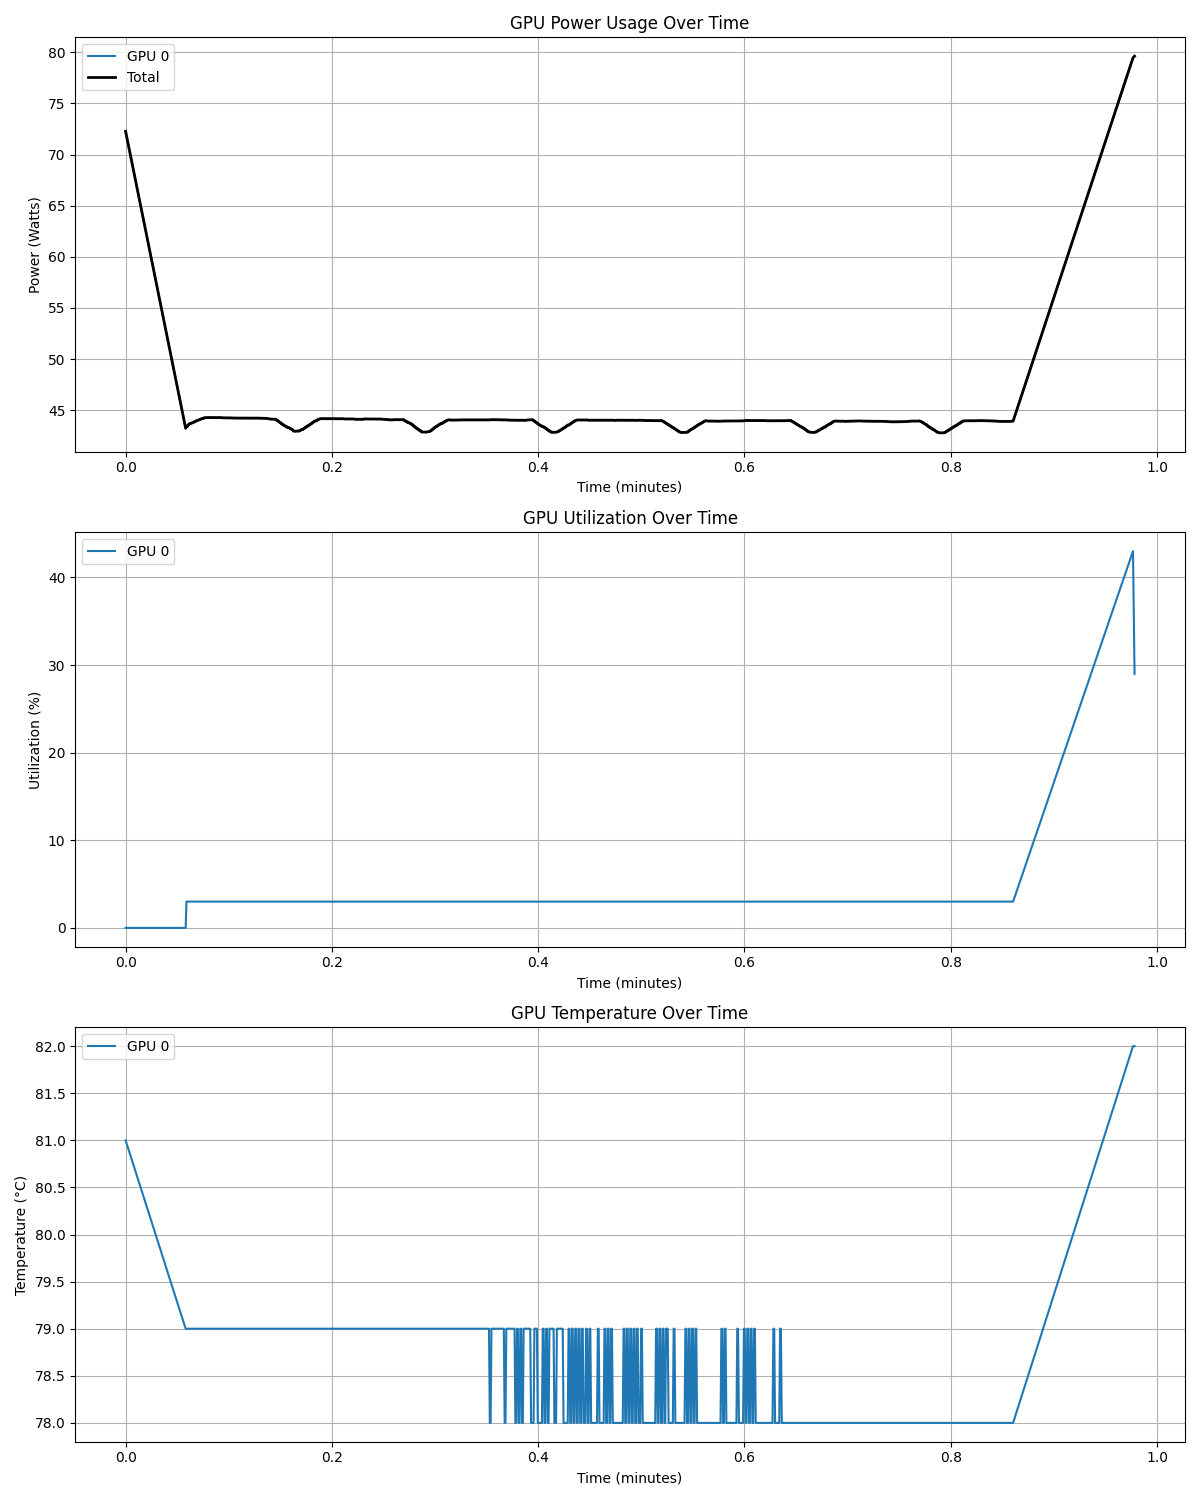 GPU Power Usage Over Time
GPU 0
Total
80
75
70
65
60
55
50
45
Power (Watts)
0.0 0.2 0.4 0.6 0.8 1.0
Time (minutes)
GPU Utilization Over Time
GPU 0
40
30
20
10
0
Utilization (%)
0.0 0.2 0.4 0.6 0.8 1.0
Time (minutes)
GPU Temperature Over Time
GPU 0
82.0
81.5
81.0
80.5
80.0
79.5
79.0
78.5
78.0
Temperature (°C)
0.0 0.2 0.4 0.6 0.8 1.0
Time (minutes)